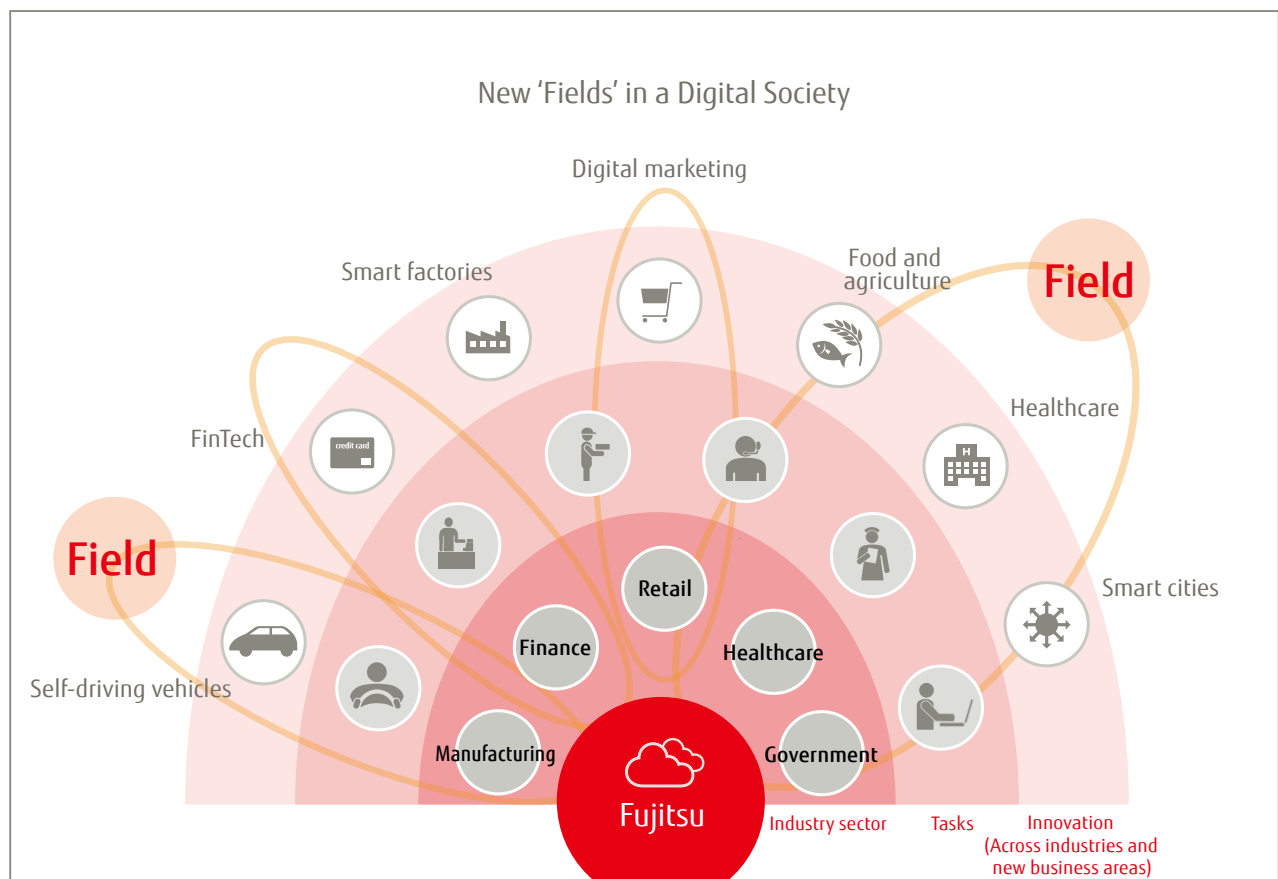 New ‘Fields’ in a Digital Society
Digital marketing
Smart factories
Food and
agriculture
Field
FinTech
credit card
Healthcare
H
Field
Retail
Smart cities
Finance
Healthcare
Self-driving vehicles
Manufacturing
Government
Fujitsu
Industry sector
Tasks
Innovation
(Across industries and
new business areas)